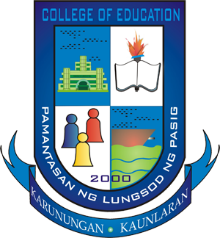 COLLEGE OF EDUCATION
PAMANTASAN NG LUNGSOD NG PASIG
2000
KARUNUNGAN • KAUNLARAN